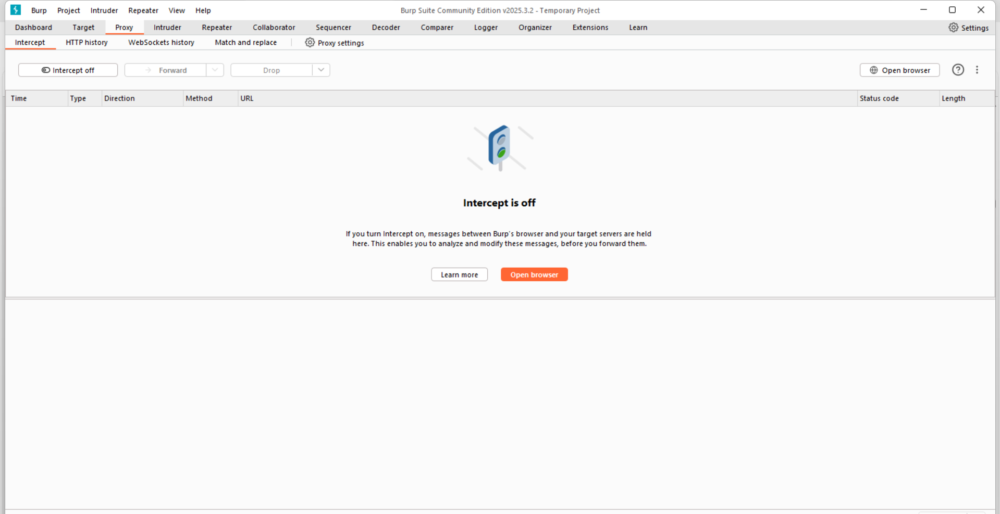 Burp Project Intruder Repeater View Help Burp Suite Community Edition v2025.3.2 - Temporary Project
Dashboard Target Proxy Intruder Repeater Collaborator Sequencer Decoder Comparer Logger Organizer Extensions Learn Settings
Intercept HTTP history WebSockets history Match and replace Proxy settings
Intercept off Forward Drop Open browser
Time Type Direction Method URL Status code Length
Intercept is off
If you turn Intercept on, messages between Burp's browser and your target servers are held
here. This enables you to analyze and modify these messages, before you forward them.
Learn more Open browser